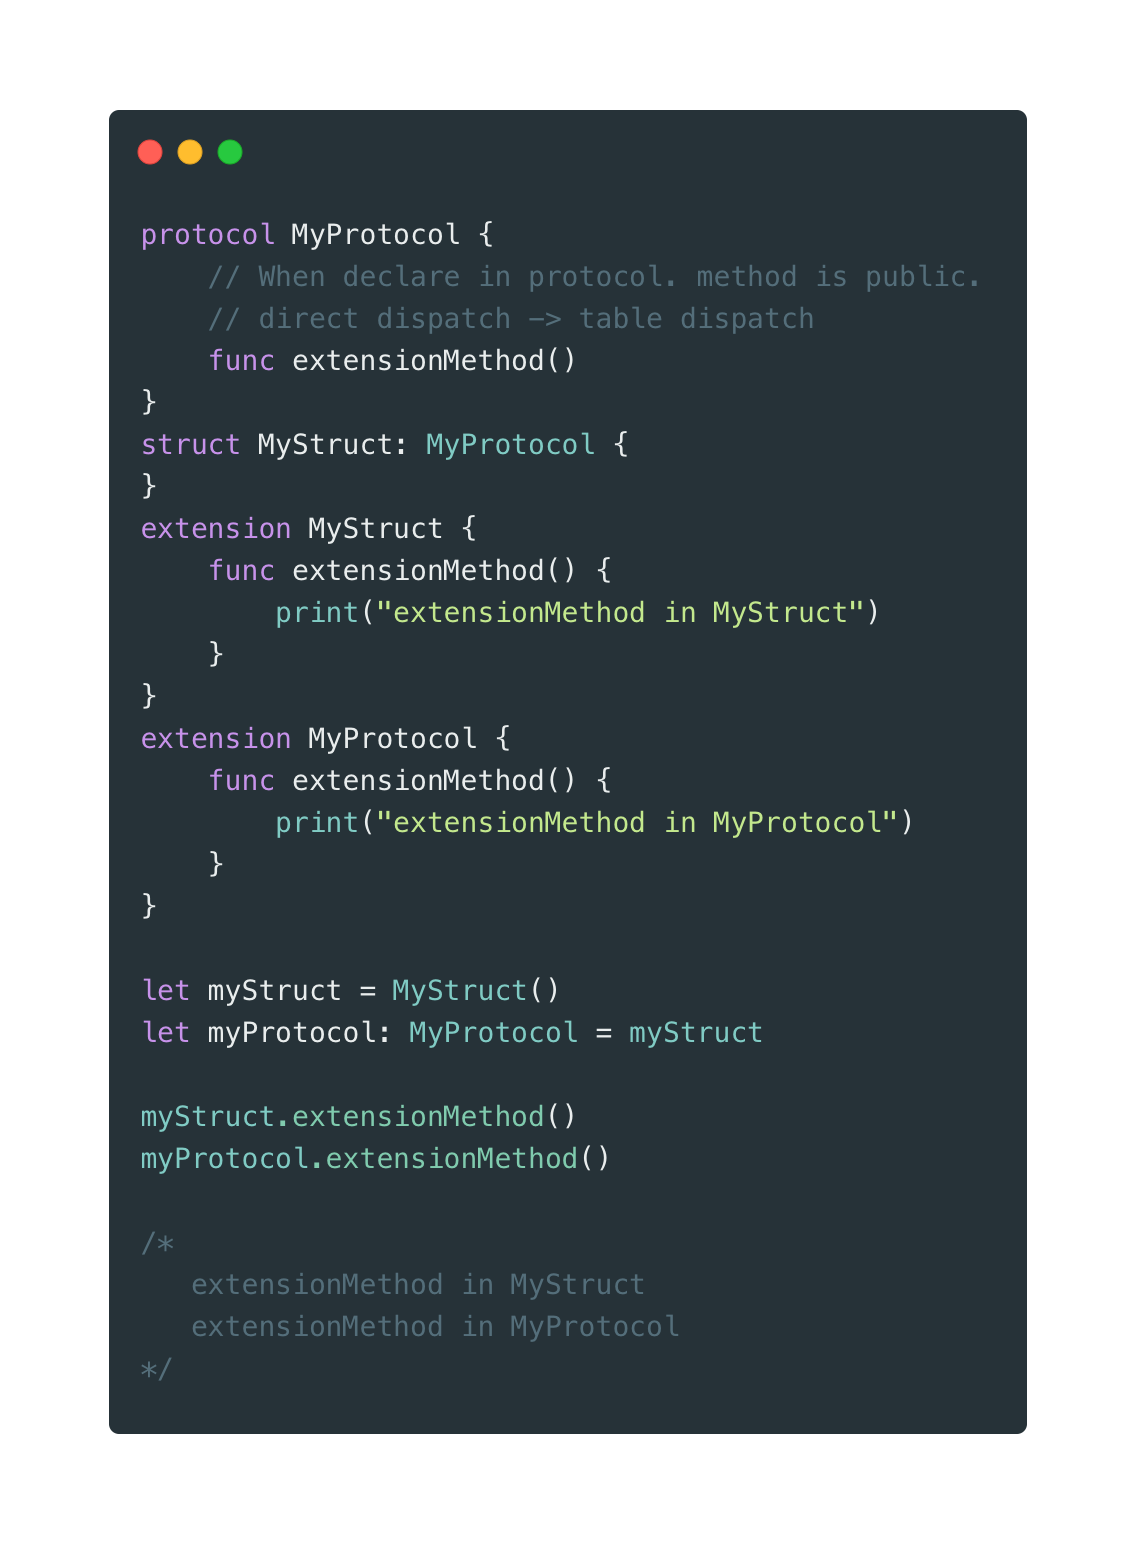 protocol MyProtocol {
    // When declare in protocol. method is public.
    // direct dispatch -> table dispatch
    func extensionMethod()
}
struct MyStruct: MyProtocol {
}
extension MyStruct {
    func extensionMethod() {
        print("extensionMethod in MyStruct")
    }
}
extension MyProtocol {
    func extensionMethod() {
        print("extensionMethod in MyProtocol")
    }
}

let myStruct = MyStruct()
let myProtocol: MyProtocol = myStruct

myStruct.extensionMethod()
myProtocol.extensionMethod()

/*
   extensionMethod in MyStruct
   extensionMethod in MyProtocol
*/